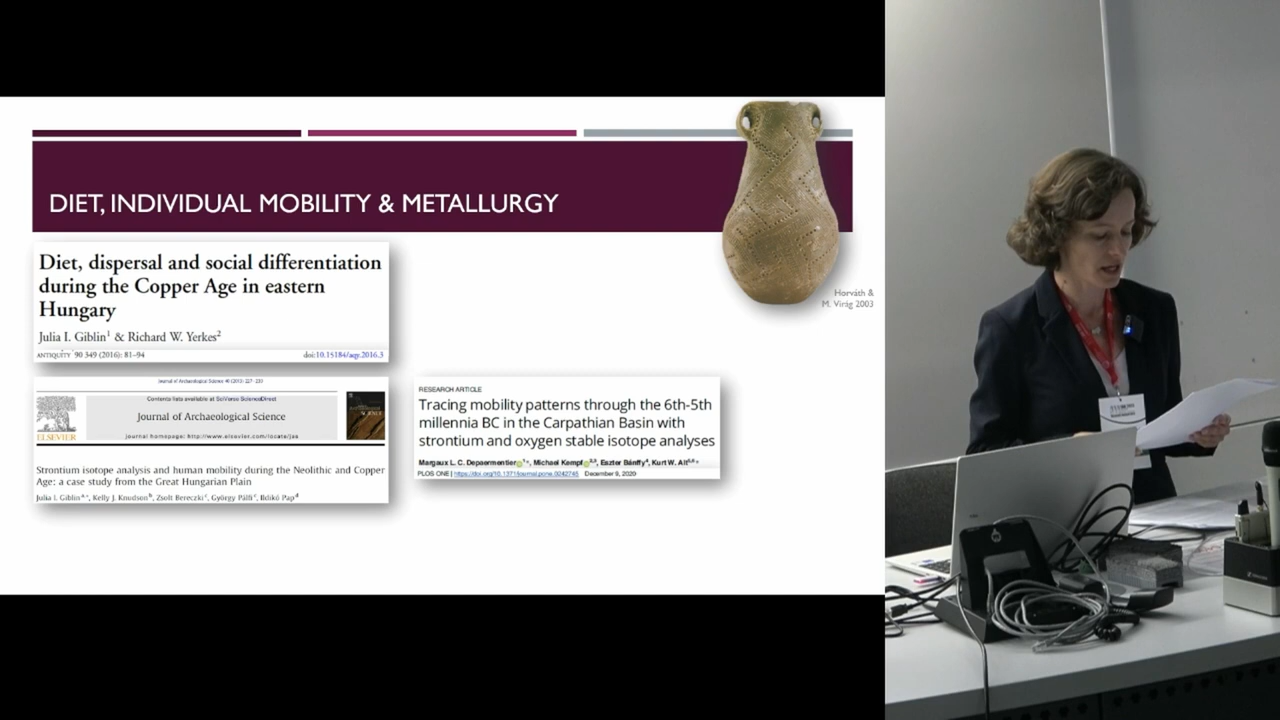 DIET, INDIVIDUAL MOBILITY & METALLURGY
Horváth &
M. Virág 2003
Diet, dispersal and social differentiation
during the Copper Age in eastern
Hungary
Julia I. Giblin¹ & Richard W. Yerkes²
ANTIQUITY 90 349 (2016): 81–94 doi:10.15184/aqy.2016.3
Journal of Archaeological Science 40 (2013) 227–239
Contents lists available at SciVerse ScienceDirect
Journal of Archaeological Science
journal homepage: http://www.elsevier.com/locate/jas
ELSEVIER
Strontium isotope analysis and human mobility during the Neolithic and Copper
Age: a case study from the Great Hungarian Plain
Julia I. Giblin, Kelly J. Knudson, Zsolt Bereczki, György Pálfi, Ildikó Pap
RESEARCH ARTICLE
Tracing mobility patterns through the 6th-5th
millennia BC in the Carpathian Basin with
strontium and oxygen stable isotope analyses
Margaux L. C. Depaermentier, Michael Kempf, Eszter Bánffy, Kurt W. Alt
PLOS ONE | https://doi.org/10.1371/journal.pone.0242745 December 9, 2020